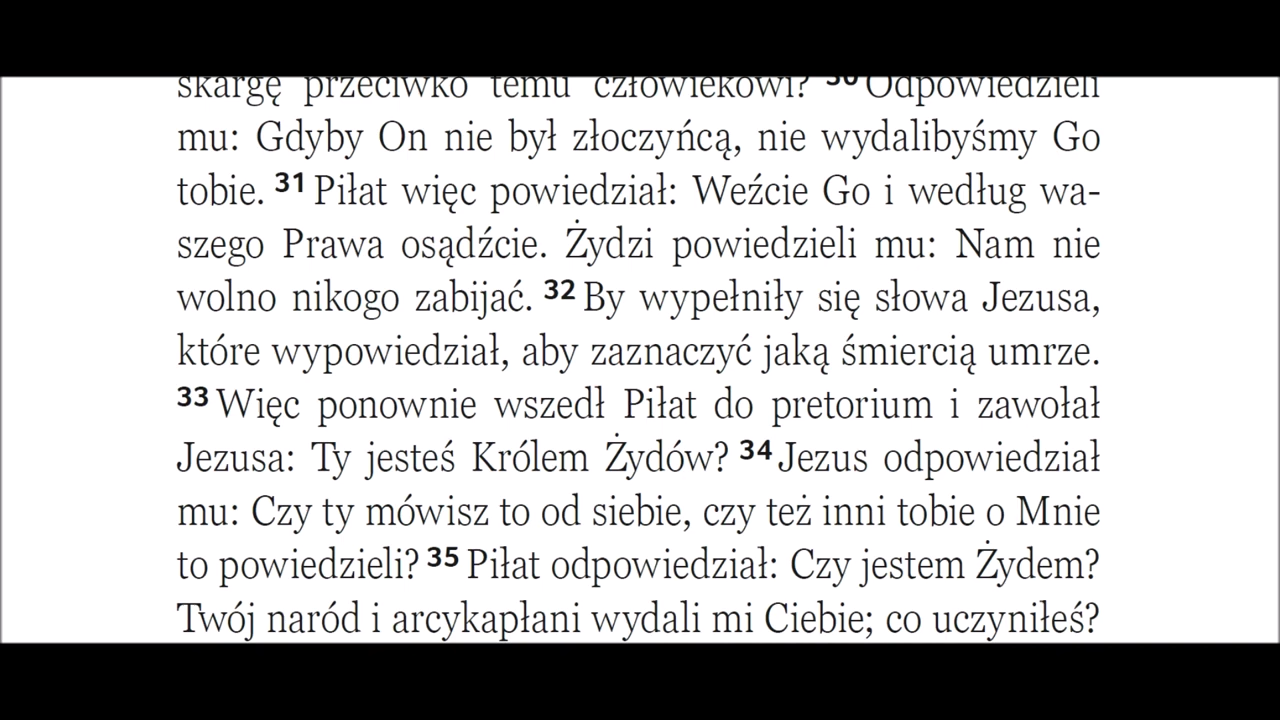 skargę przeciwko temu człowiekowi? 30 Odpowiedzieli
mu: Gdyby On nie był złoczyńcą, nie wydalibyśmy Go
tobie. 31 Piłat więc powiedział: Weźcie Go i według wa-
szego Prawa osądźcie. Żydzi powiedzieli mu: Nam nie
wolno nikogo zabijać. 32 By wypełniły się słowa Jezusa,
które wypowiedział, aby zaznaczyć jaką śmiercią umrze.
33 Więc ponownie wszedł Piłat do pretorium i zawołał
Jezusa: Ty jesteś Królem Żydów? 34 Jezus odpowiedział
mu: Czy ty mówisz to od siebie, czy też inni tobie o Mnie
to powiedzieli? 35 Piłat odpowiedział: Czy jestem Żydem?
Twój naród i arcykapłani wydali mi Ciebie; co uczyniłeś?